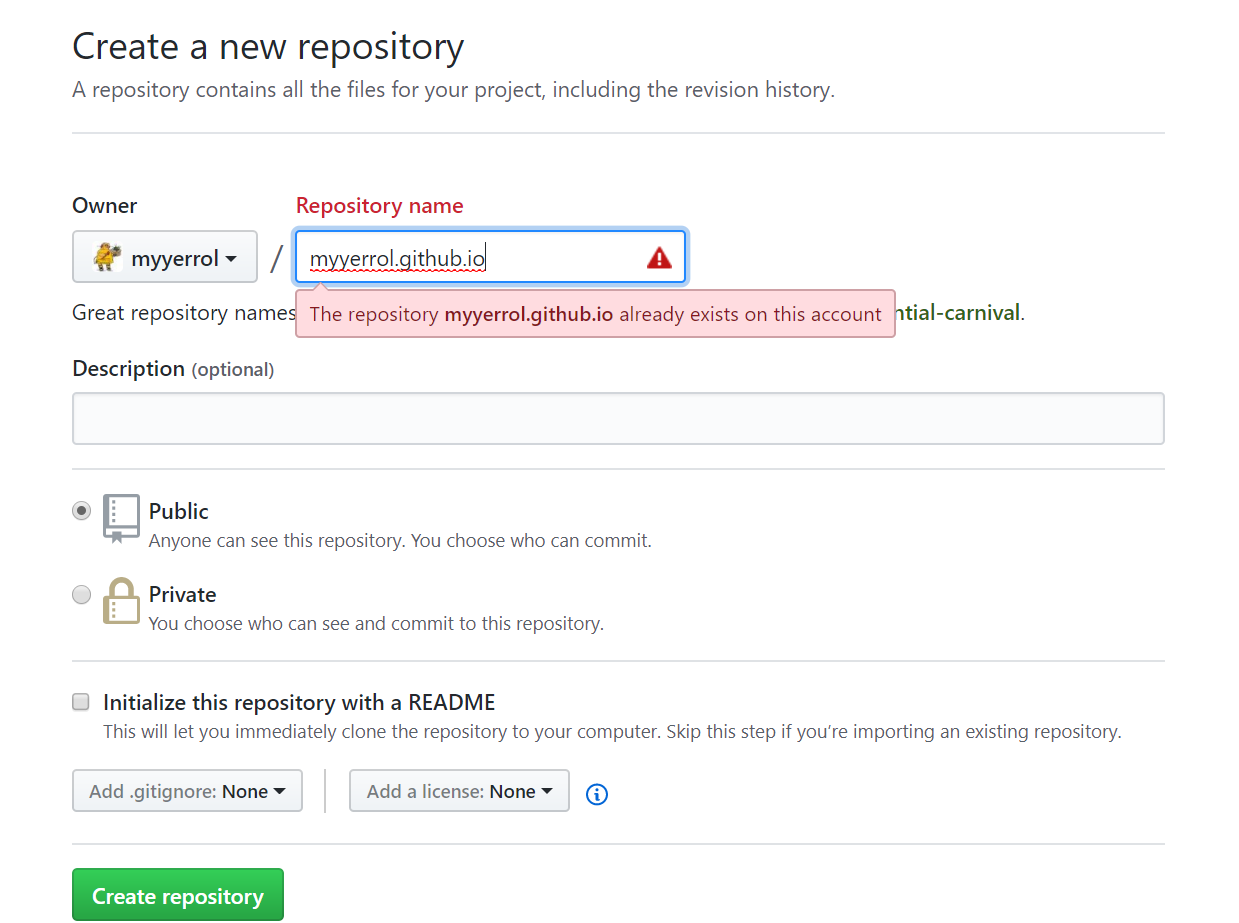 Create a new repository
A repository contains all the files for your project, including the revision history.
Owner
Repository name
myyerrol
/
myyerrol.github.io
Great repository names
The repository myyerrol.github.io already exists on this account
-carnival.
Description (optional)
Public
Anyone can see this repository. You choose who can commit.
Private
You choose who can see and commit to this repository.
Initialize this repository with a README
This will let you immediately clone the repository to your computer. Skip this step if you’re importing an existing repository.
Add .gitignore: None
Add a license: None
Create repository